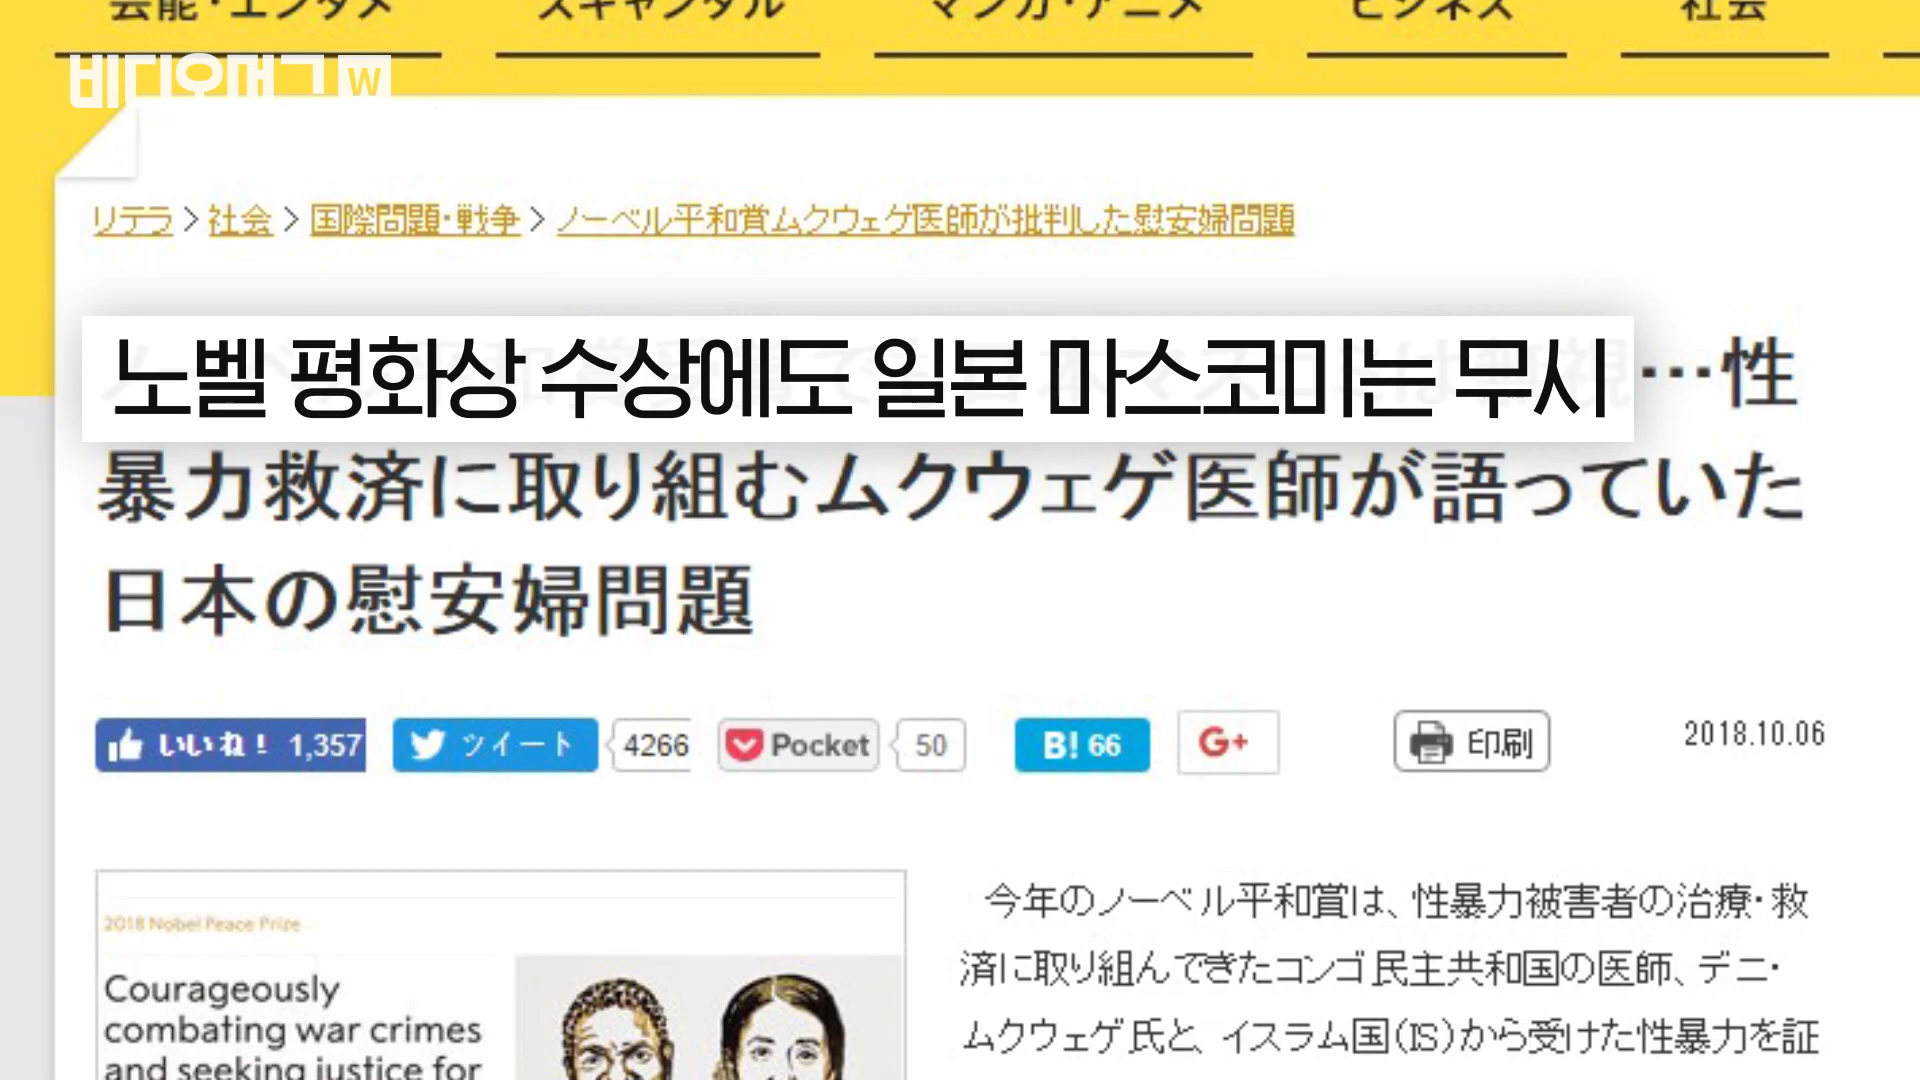 芸能・エンタメ スキャンダル マンガ・アニメ ビジネス 社会
비디오머그 W
リテラ > 社会 > 国際問題・戦争 > ノーベル平和賞ムクウェゲ医師が批判した慰安婦問題
노벨 평화상 수상에도 일본 마스코미는 무시
…性
暴力救済に取り組むムクウェゲ医師が語っていた
日本の慰安婦問題
いいね！ 1,357 ツイート 4266 Pocket 50 B! 66 G+ 印刷 2018.10.06
2018 Nobel Peace Prize
Courageously
combating war crimes
and seeking justice for
今年のノーベル平和賞は、性暴力被害者の治療・救
済に取り組んできたコンゴ民主共和国の医師、デニ・
ムクウェゲ氏と、イスラム国(IS)から受けた性暴力を証